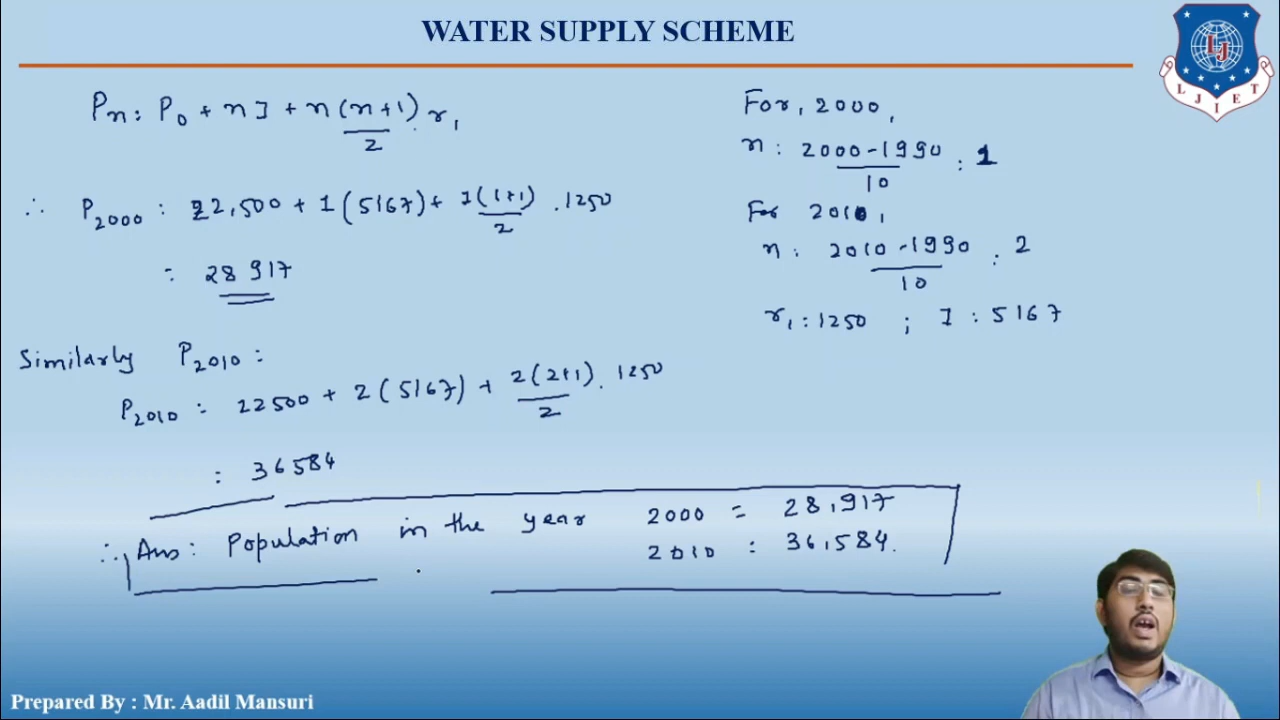 WATER SUPPLY SCHEME
LJIET
Pn : P0 + nI + n(n+1)/2 . r1
∴ P2000 : 22,500 + 1(5167) + 1(1+1)/2 . 1250
: 28917
Similarly P2010 :
P2010 : 22500 + 2(5167) + 2(2+1)/2 . 1250
: 36584
∴ Ans : Population in the year 2000 = 28,917
2010 : 36,584.
For, 2000,
n : 2000-1990/10 : 1
For 2010,
n : 2010-1990/10 : 2
r1 : 1250 ; I : 5167
Prepared By : Mr. Aadil Mansuri